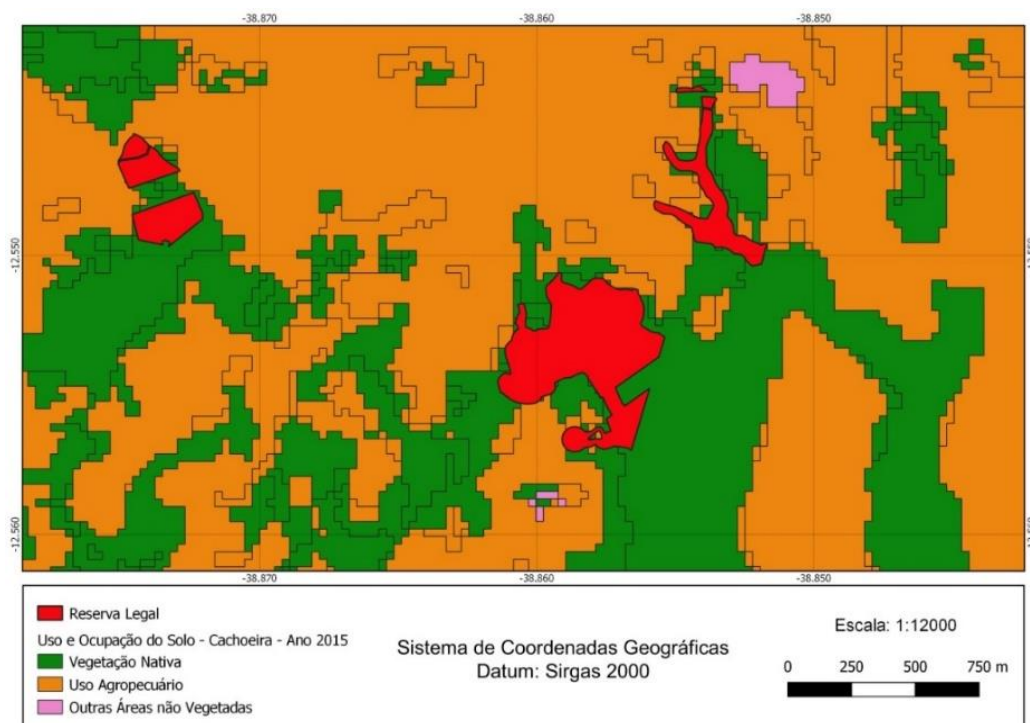 -38.870 -38.860 -38.850
-12.550 -12.550
-12.560 -12.560
-38.870 -38.860 -38.850
Reserva Legal
Uso e Ocupação do Solo - Cachoeira - Ano 2015
Vegetação Nativa
Uso Agropecuário
Outras Áreas não Vegetadas
Sistema de Coordenadas Geográficas
Datum: Sirgas 2000
Escala: 1:12000
0 250 500 750 m